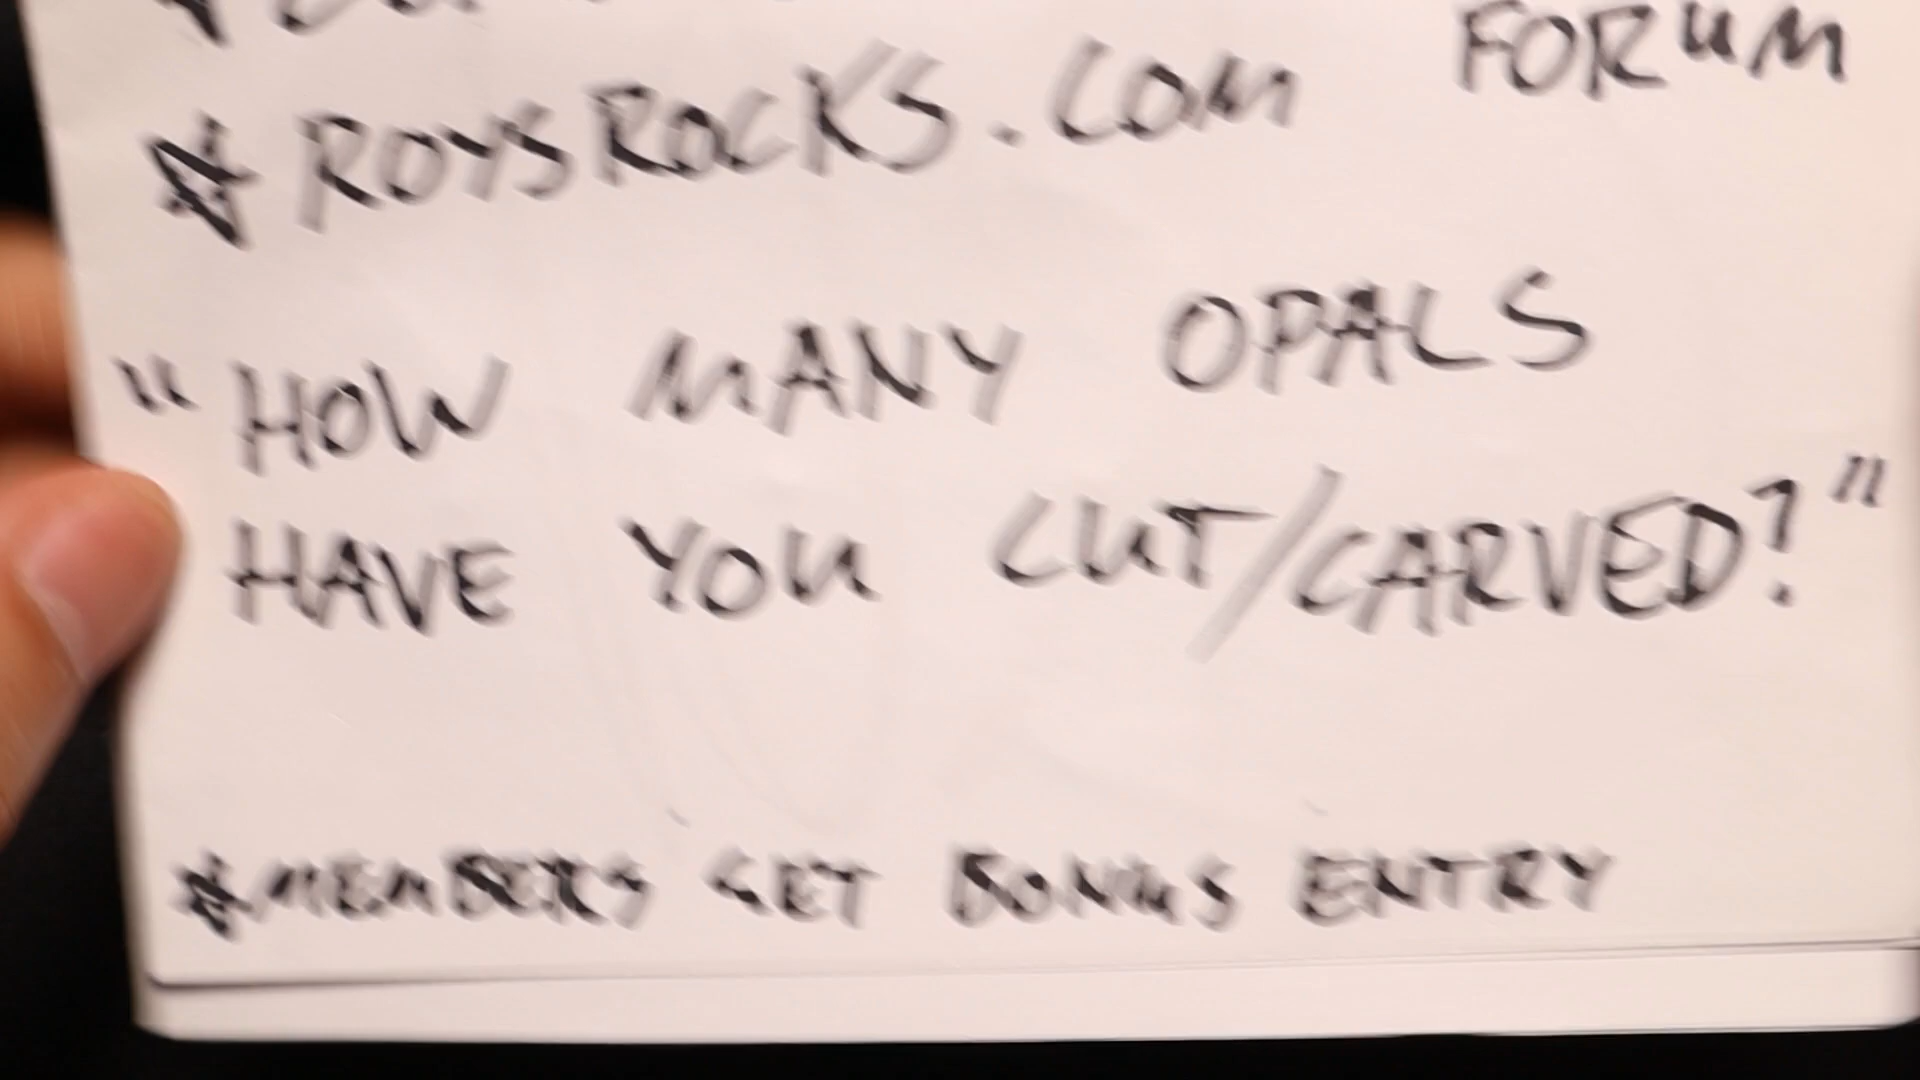 * ROYSROCKS.COM FORUM
"HOW MANY OPALS
HAVE YOU CUT/CARVED?"
* MEMBERS GET BONUS ENTRY